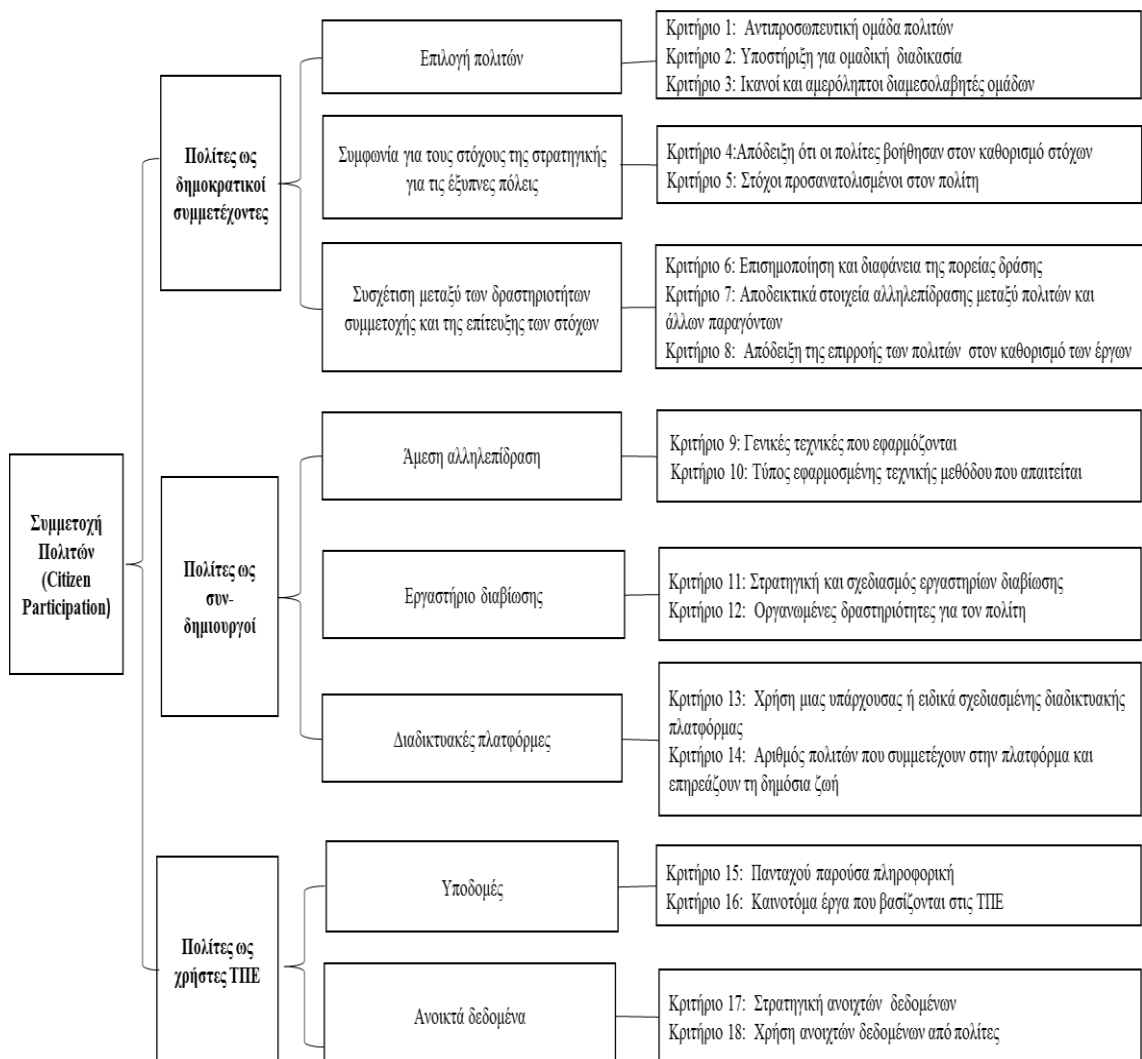 Συμμετοχή
Πολιτών
(Citizen
Participation)
Πολίτες ως
δημοκρατικοί
συμμετέχοντες
Επιλογή πολιτών
Κριτήριο 1: Αντιπροσωπευτική ομάδα πολιτών
Κριτήριο 2: Υποστήριξη για ομαδική διαδικασία
Κριτήριο 3: Ικανοί και αμερόληπτοι διαμεσολαβητές ομάδων
Συμφωνία για τους στόχους της στρατηγικής
για τις έξυπνες πόλεις
Κριτήριο 4:Απόδειξη ότι οι πολίτες βοήθησαν στον καθορισμό στόχων
Κριτήριο 5: Στόχοι προσανατολισμένοι στον πολίτη
Συσχέτιση μεταξύ των δραστηριοτήτων
συμμετοχής και της επίτευξης των στόχων
Κριτήριο 6: Επισημοποίηση και διαφάνεια της πορείας δράσης
Κριτήριο 7: Αποδεικτικά στοιχεία αλληλεπίδρασης μεταξύ πολιτών και
άλλων παραγόντων
Κριτήριο 8: Απόδειξη της επιρροής των πολιτών στον καθορισμό των έργων
Πολίτες ως
συν-
δημιουργοί
Άμεση αλληλεπίδραση
Κριτήριο 9: Γενικές τεχνικές που εφαρμόζονται
Κριτήριο 10: Τύπος εφαρμοσμένης τεχνικής μεθόδου που απαιτείται
Εργαστήριο διαβίωσης
Κριτήριο 11: Στρατηγική και σχεδιασμός εργαστηρίων διαβίωσης
Κριτήριο 12: Οργανωμένες δραστηριότητες για τον πολίτη
Διαδικτυακές πλατφόρμες
Κριτήριο 13: Χρήση μιας υπάρχουσας ή ειδικά σχεδιασμένης διαδικτυακής
πλατφόρμας
Κριτήριο 14: Αριθμός πολιτών που συμμετέχουν στην πλατφόρμα και
επηρεάζουν τη δημόσια ζωή
Πολίτες ως
χρήστες ΤΠΕ
Υποδομές
Κριτήριο 15: Πανταχού παρούσα πληροφορική
Κριτήριο 16: Καινοτόμα έργα που βασίζονται στις ΤΠΕ
Ανοικτά δεδομένα
Κριτήριο 17: Στρατηγική ανοιχτών δεδομένων
Κριτήριο 18: Χρήση ανοιχτών δεδομένων από πολίτες